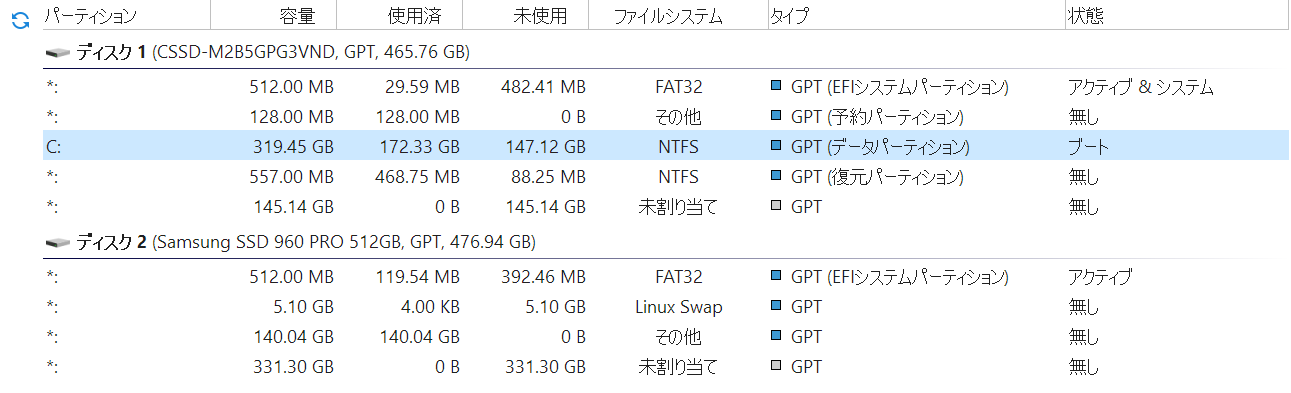 パーティション 容量 使用済 未使用 ファイルシステム タイプ 状態
ディスク 1 (CSSD-M2B5GPG3VND, GPT, 465.76 GB)
*: 512.00 MB 29.59 MB 482.41 MB FAT32 GPT (EFIシステムパーティション) アクティブ & システム
*: 128.00 MB 128.00 MB 0 B その他 GPT (予約パーティション) 無し
C: 319.45 GB 172.33 GB 147.12 GB NTFS GPT (データパーティション) ブート
*: 557.00 MB 468.75 MB 88.25 MB NTFS GPT (復元パーティション) 無し
*: 145.14 GB 0 B 145.14 GB 未割り当て GPT 無し
ディスク 2 (Samsung SSD 960 PRO 512GB, GPT, 476.94 GB)
*: 512.00 MB 119.54 MB 392.46 MB FAT32 GPT (EFIシステムパーティション) アクティブ
*: 5.10 GB 4.00 KB 5.10 GB Linux Swap GPT 無し
*: 140.04 GB 140.04 GB 0 B その他 GPT 無し
*: 331.30 GB 0 B 331.30 GB 未割り当て GPT 無し